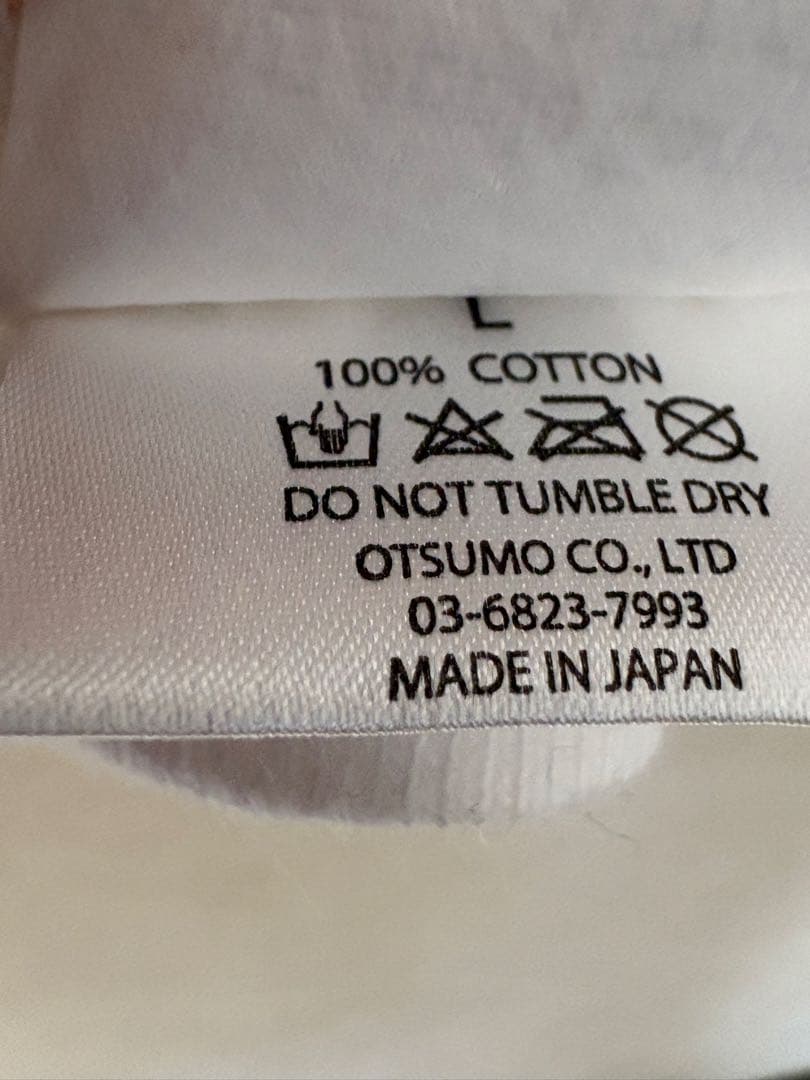 L
100% COTTON
DO NOT TUMBLE DRY
OTSUMO CO., LTD
03-6823-7993
MADE IN JAPAN